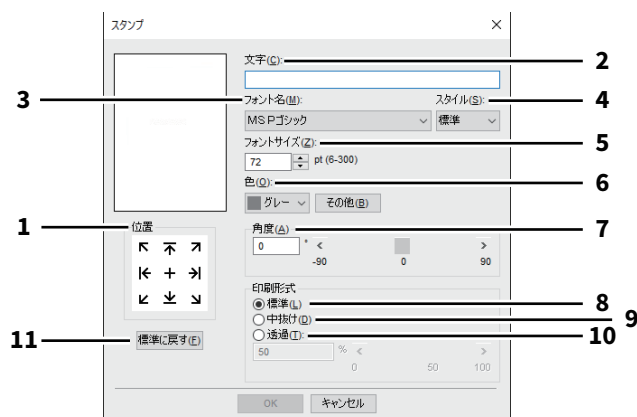 スタンプ
文字(C):
2
3
フォント名(M):
スタイル(S):
4
MS Pゴシック
標準
フォントサイズ(Z):
5
72
pt (6-300)
色(O):
6
グレー
その他(B)
1
位置
角度(A)
7
0
°
-90
0
90
印刷形式
標準(L)
8
中抜け(D)
9
透過(T):
10
11
標準に戻す(F)
50
%
0
50
100
OK
キャンセル